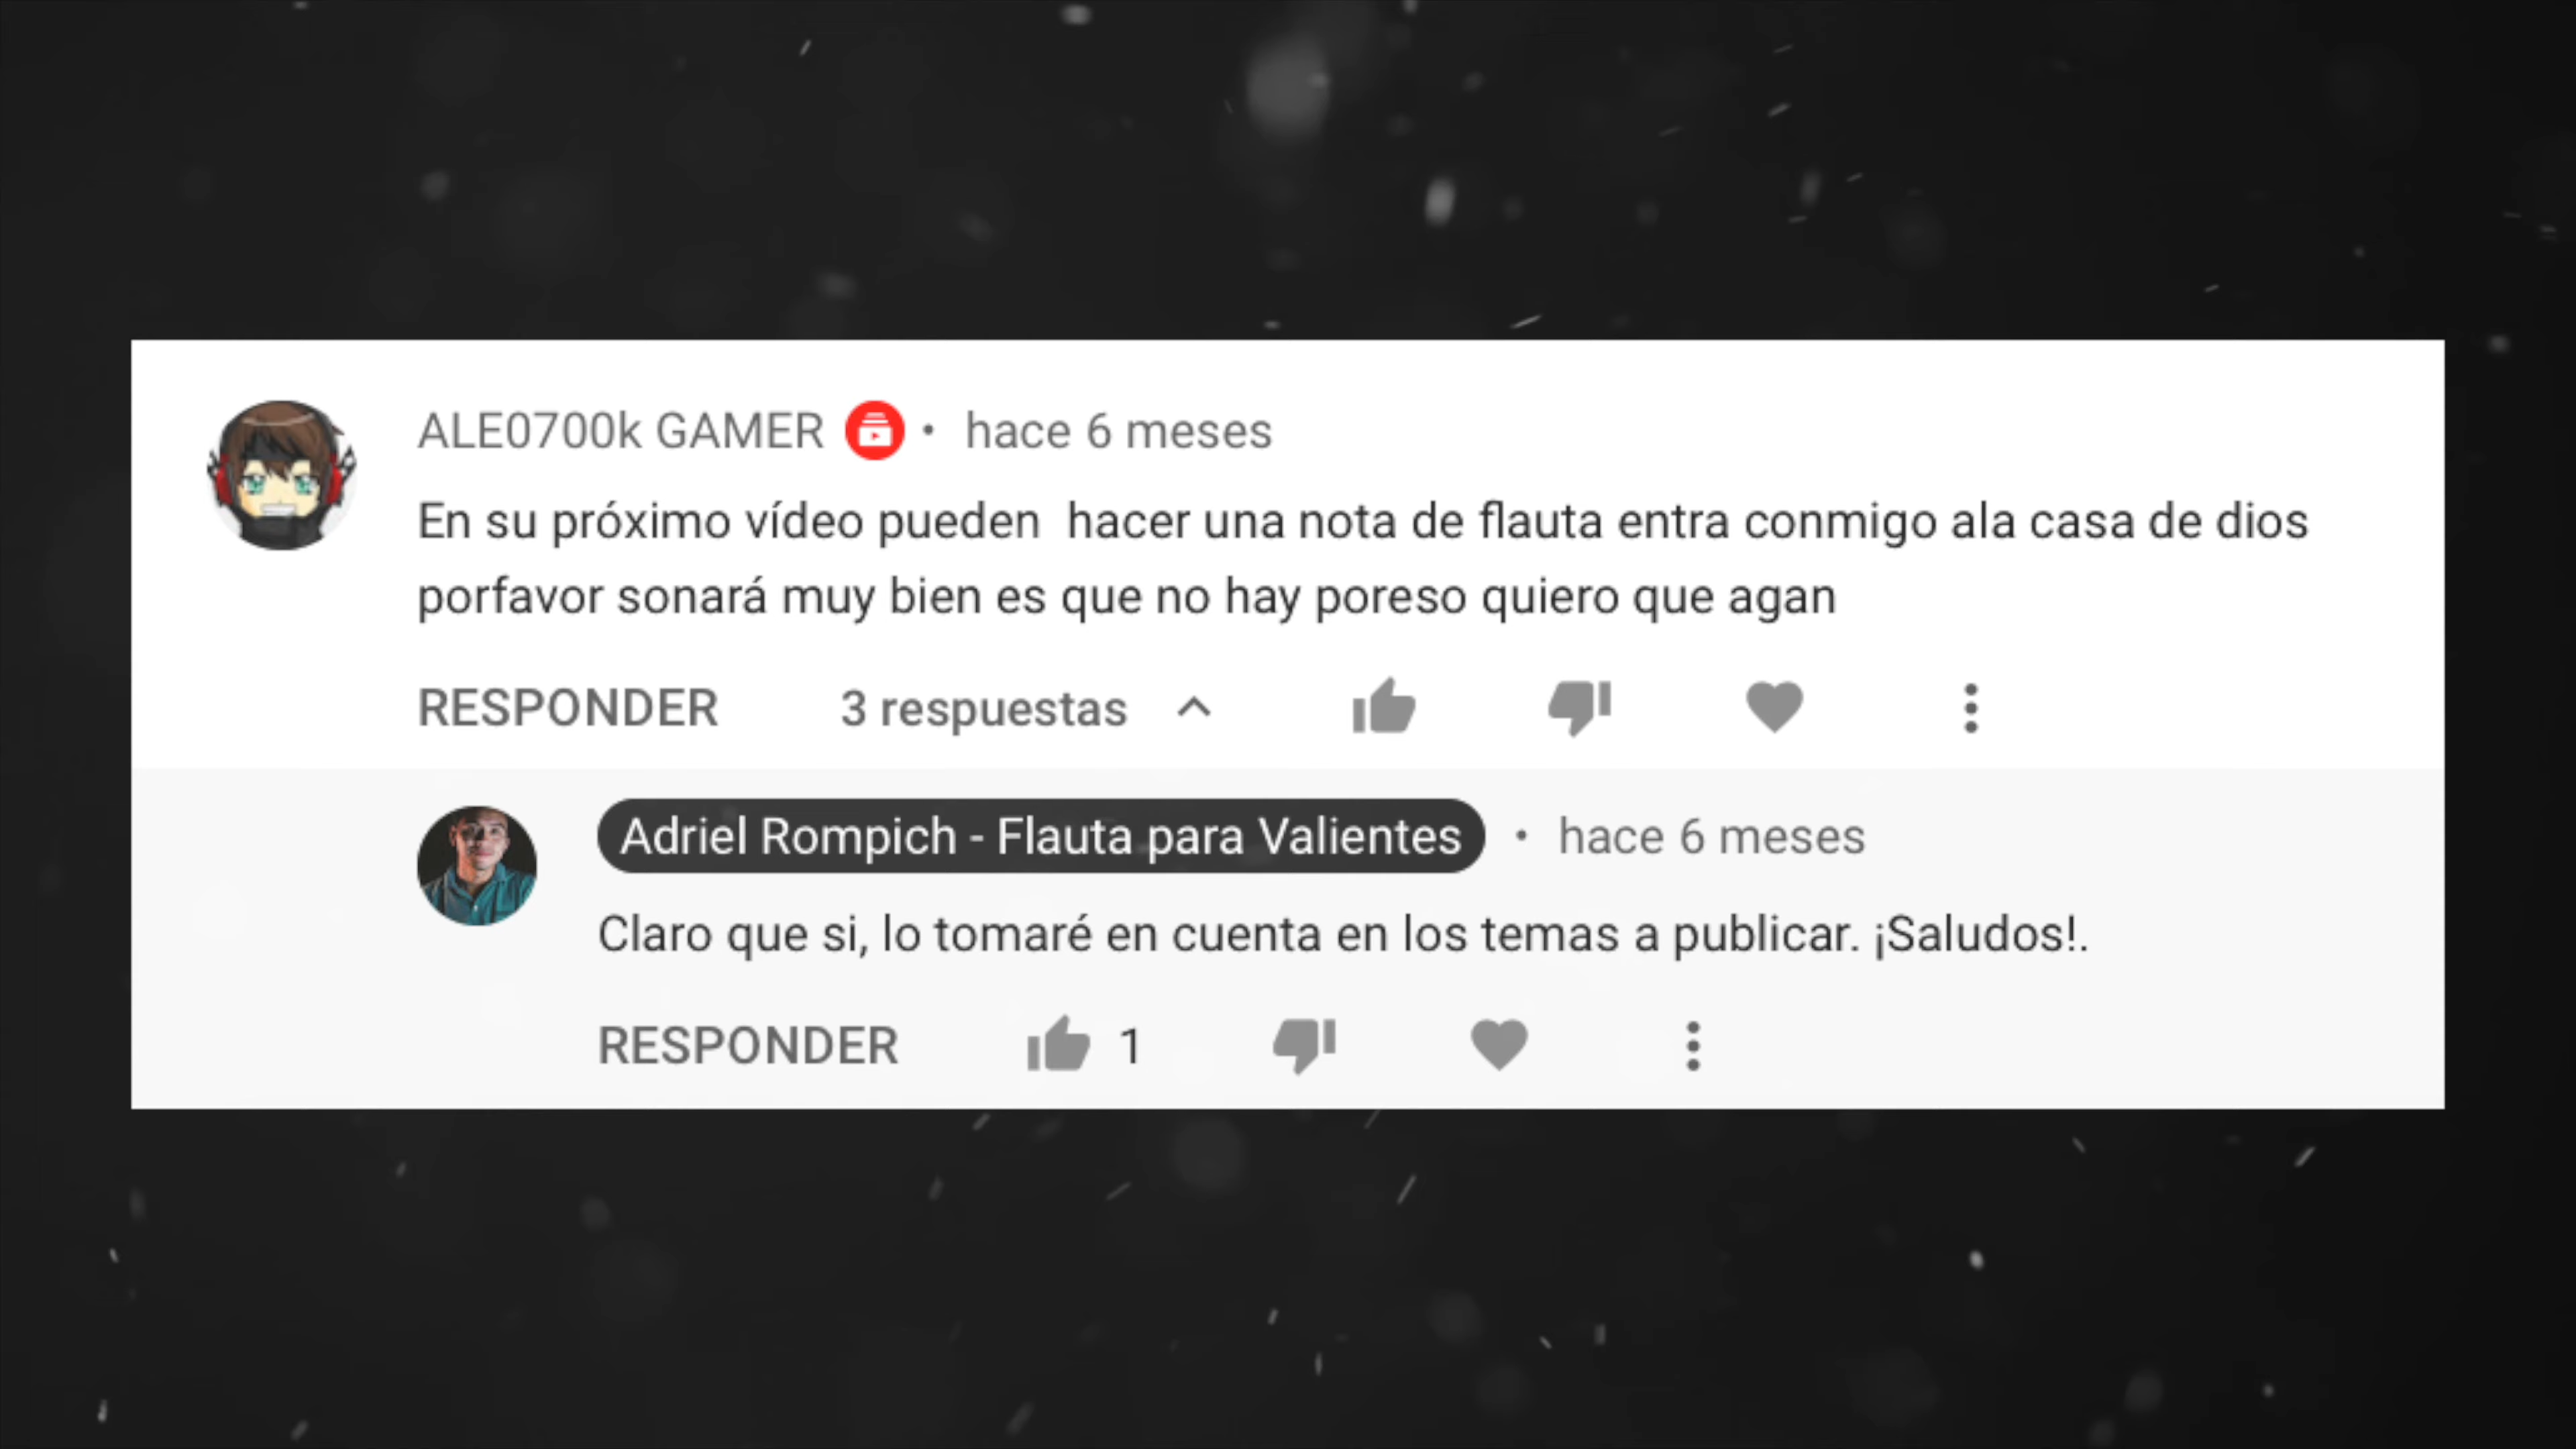 ALE0700k GAMER • hace 6 meses
En su próximo vídeo pueden  hacer una nota de flauta entra conmigo ala casa de dios
porfavor sonará muy bien es que no hay poreso quiero que agan
RESPONDER 3 respuestas
Adriel Rompich - Flauta para Valientes • hace 6 meses
Claro que si, lo tomaré en cuenta en los temas a publicar. ¡Saludos!.
RESPONDER 1